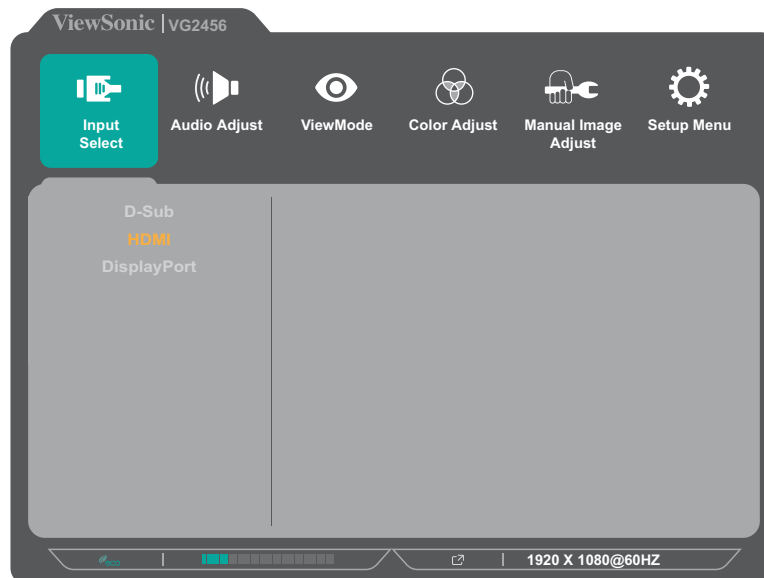 ViewSonic | VG2456
Input
Select
Audio Adjust
ViewMode
Color Adjust
Manual Image
Adjust
Setup Menu
D-Sub
HDMI
DisplayPort
eco
1920 X 1080@60HZ